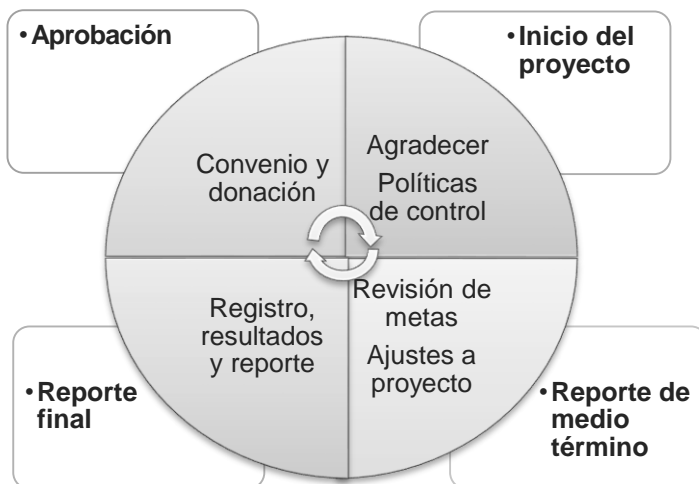 •Aprobación
•Inicio del
proyecto
Convenio y
donación
Agradecer
Políticas
de control
Registro,
resultados
y reporte
Revisión de
metas
Ajustes a
proyecto
•Reporte
final
•Reporte de
medio
término